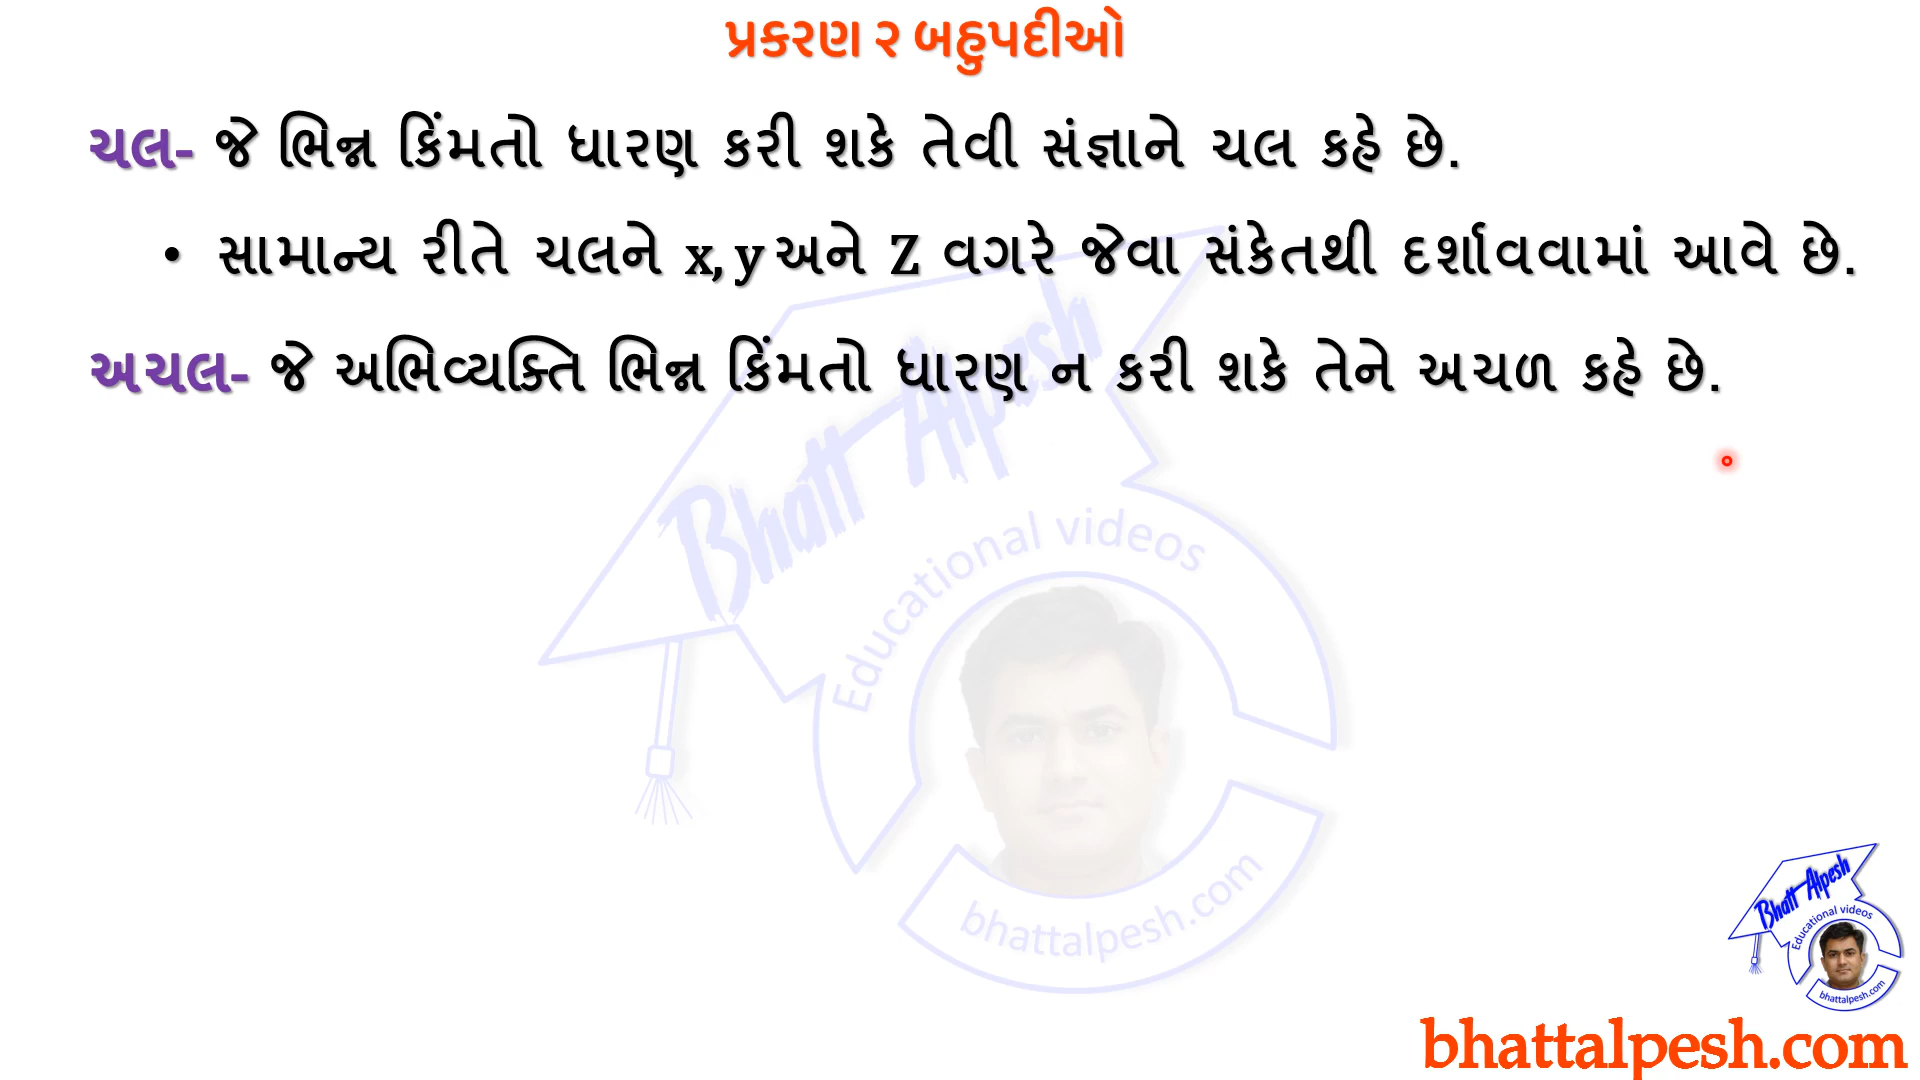 પ્રકરણ ૨ બહુપદીઓ
ચલ- જે ભિન્ન કિંમતો ધારણ કરી શકે તેવી સંજ્ઞાને ચલ કહે છે.
• સામાન્ય રીતે ચલને x, y અને Z વગરે જેવા સંકેતથી દર્શાવવામાં આવે છે.
અચલ- જે અભિવ્યક્તિ ભિન્ન કિંમતો ધારણ ન કરી શકે તેને અચળ કહે છે.
Bhatt Alpesh
Educational videos
bhattalpesh.com
Bhatt Alpesh
Educational videos
bhattalpesh.com
bhattalpesh.com